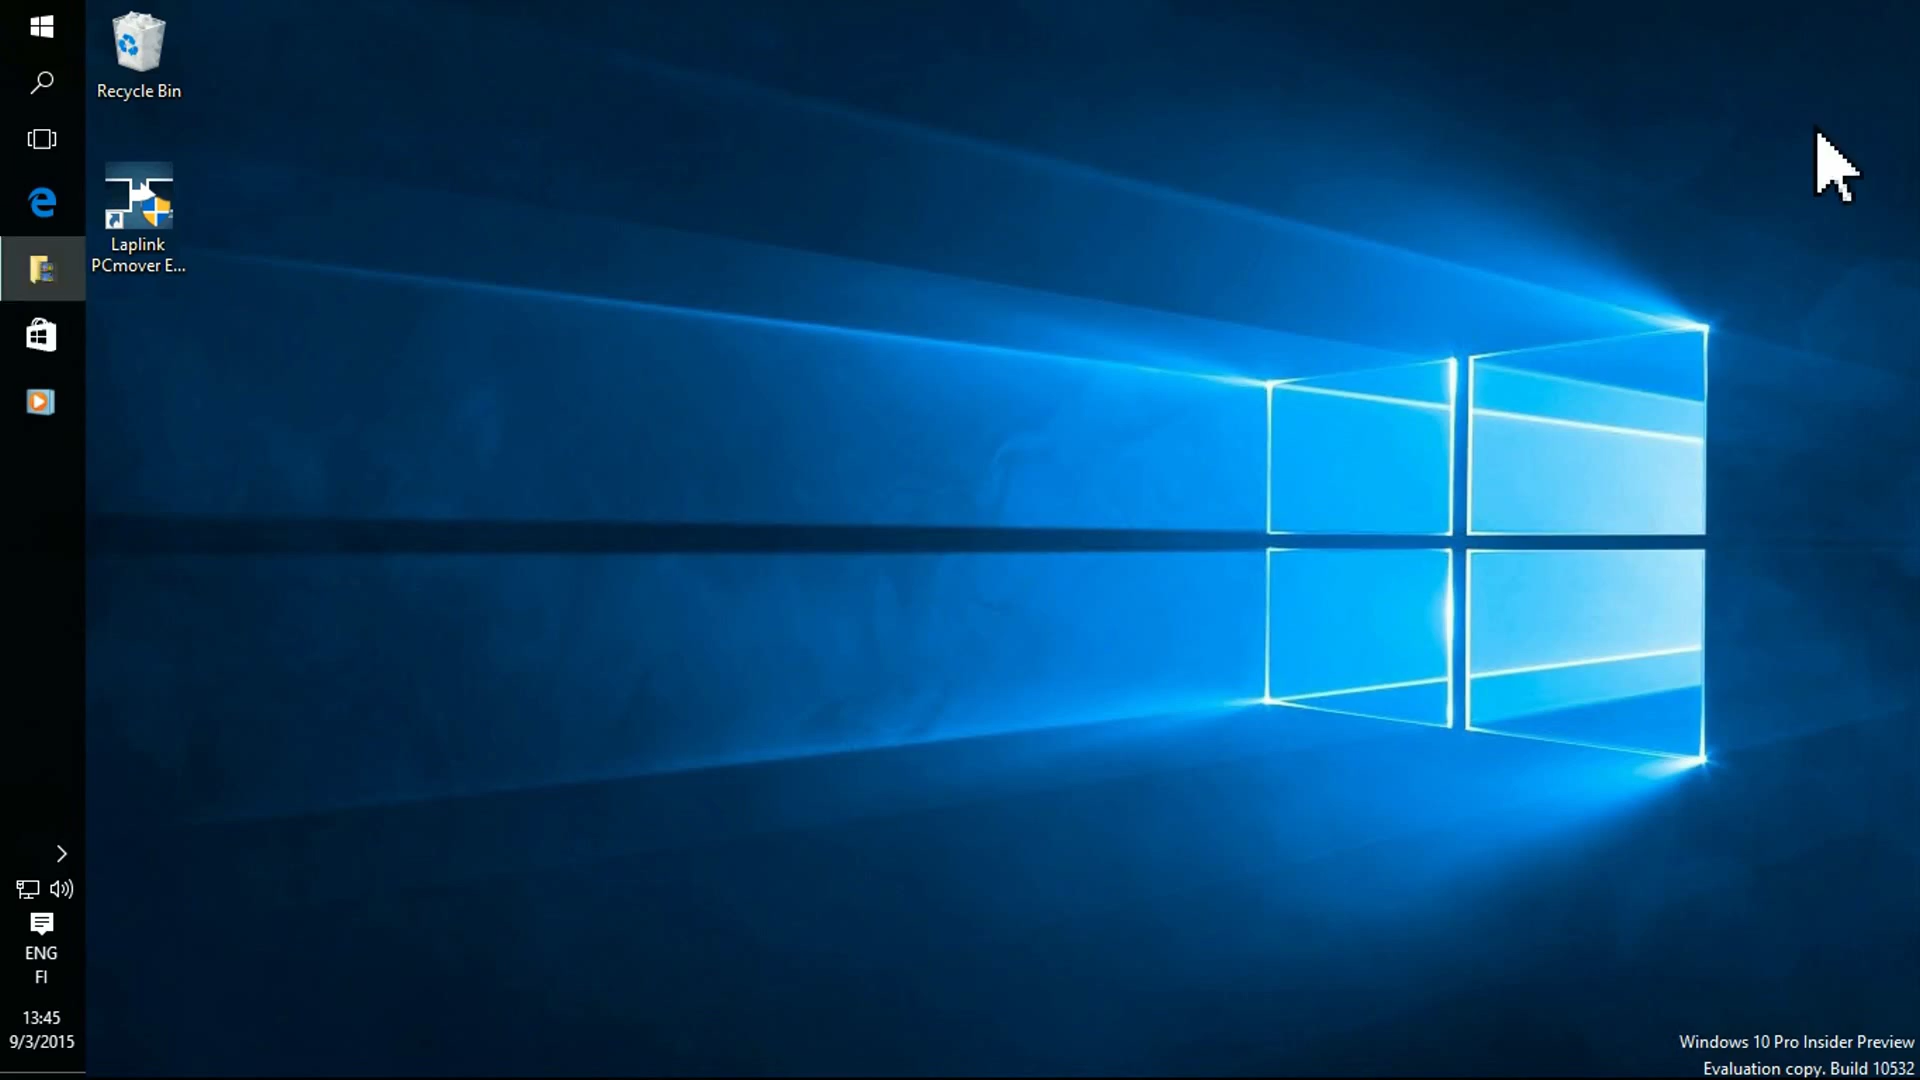 Recycle Bin
Laplink
PCmover E...
ENG
FI
13:45
9/3/2015
Windows 10 Pro Insider Preview
Evaluation copy. Build 10532